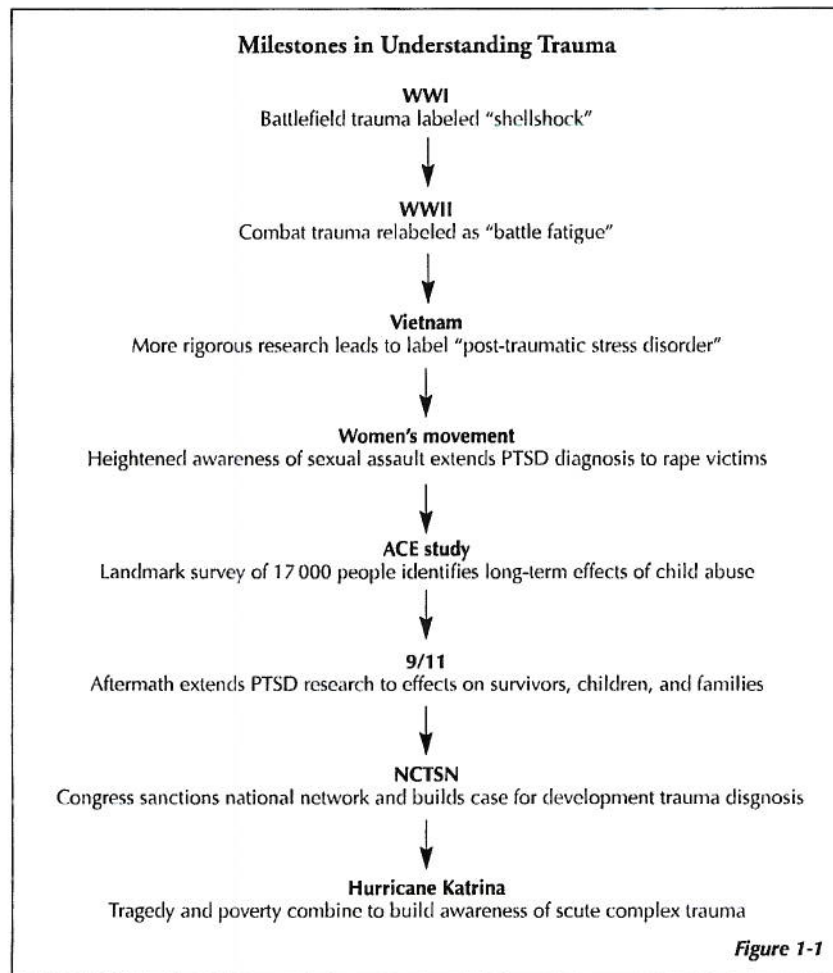 Milestones in Understanding Trauma
WWI
Battlefield trauma labeled “shellshock”
WWII
Combat trauma relabeled as “battle fatigue”
Vietnam
More rigorous research leads to label “post-traumatic stress disorder”
Women’s movement
Heightened awareness of sexual assault extends PTSD diagnosis to rape victims
ACE study
Landmark survey of 17 000 people identifies long-term effects of child abuse
9/11
Aftermath extends PTSD research to effects on survivors, children, and families
NCTSN
Congress sanctions national network and builds case for development trauma disgnosis
Hurricane Katrina
Tragedy and poverty combine to build awareness of scute complex trauma
Figure 1-1